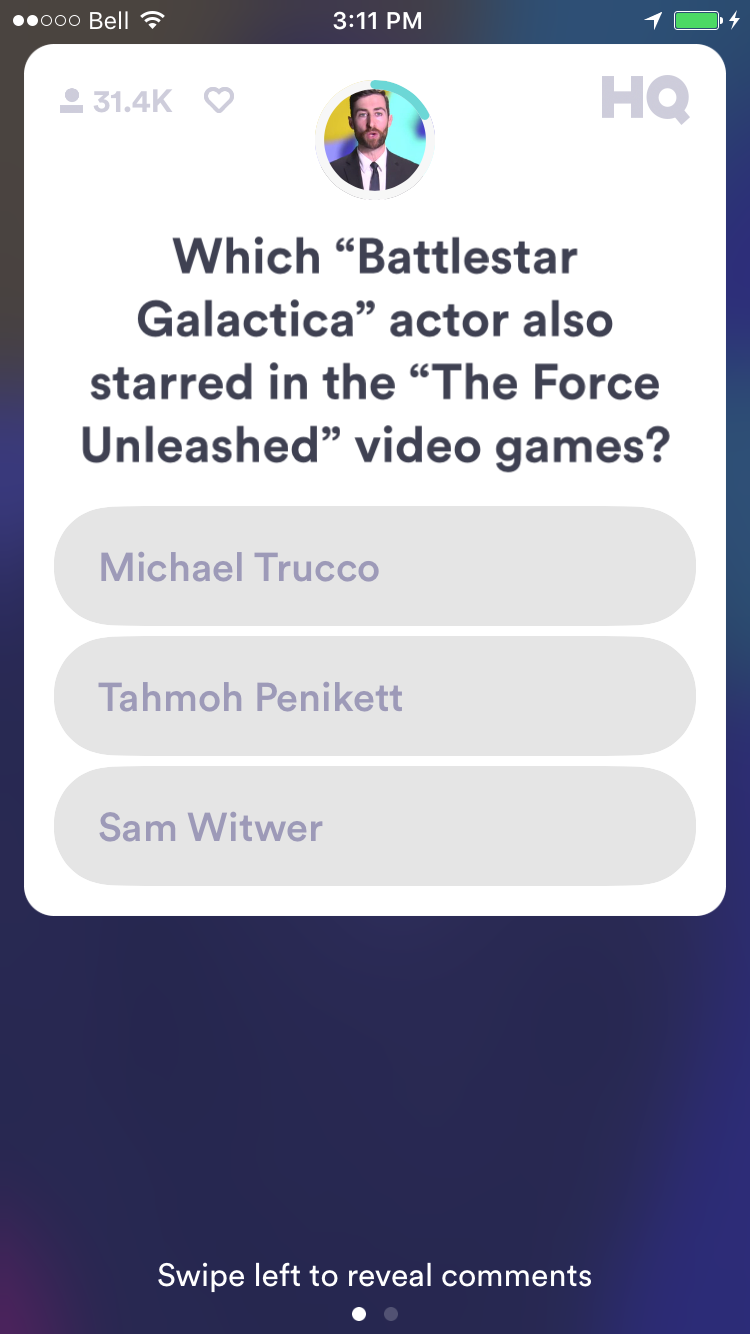 Bell 3:11 PM
31.4K HQ
Which “Battlestar
Galactica” actor also
starred in the “The Force
Unleashed” video games?
Michael Trucco
Tahmoh Penikett
Sam Witwer
Swipe left to reveal comments